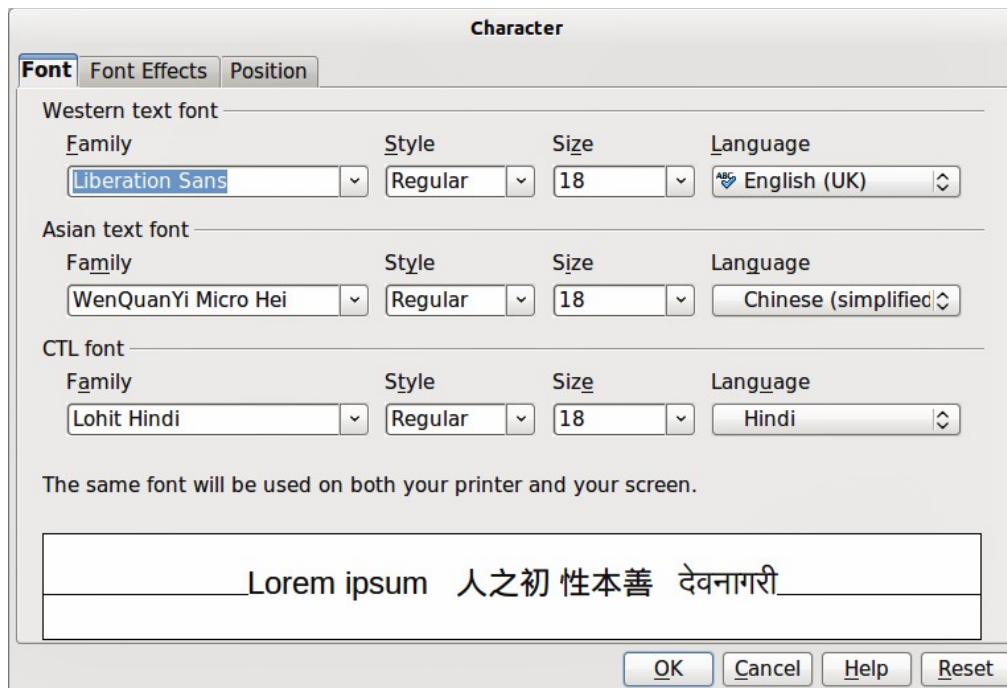 Character
Font Font Effects Position
Western text font
Family Style Size Language
Liberation Sans Regular 18 ABC English (UK)
Asian text font
Family Style Size Language
WenQuanYi Micro Hei Regular 18 Chinese (simplified
CTL font
Family Style Size Language
Lohit Hindi Regular 18 Hindi
The same font will be used on both your printer and your screen.
Lorem ipsum 人之初 性本善 देवनागरी
OK Cancel Help Reset